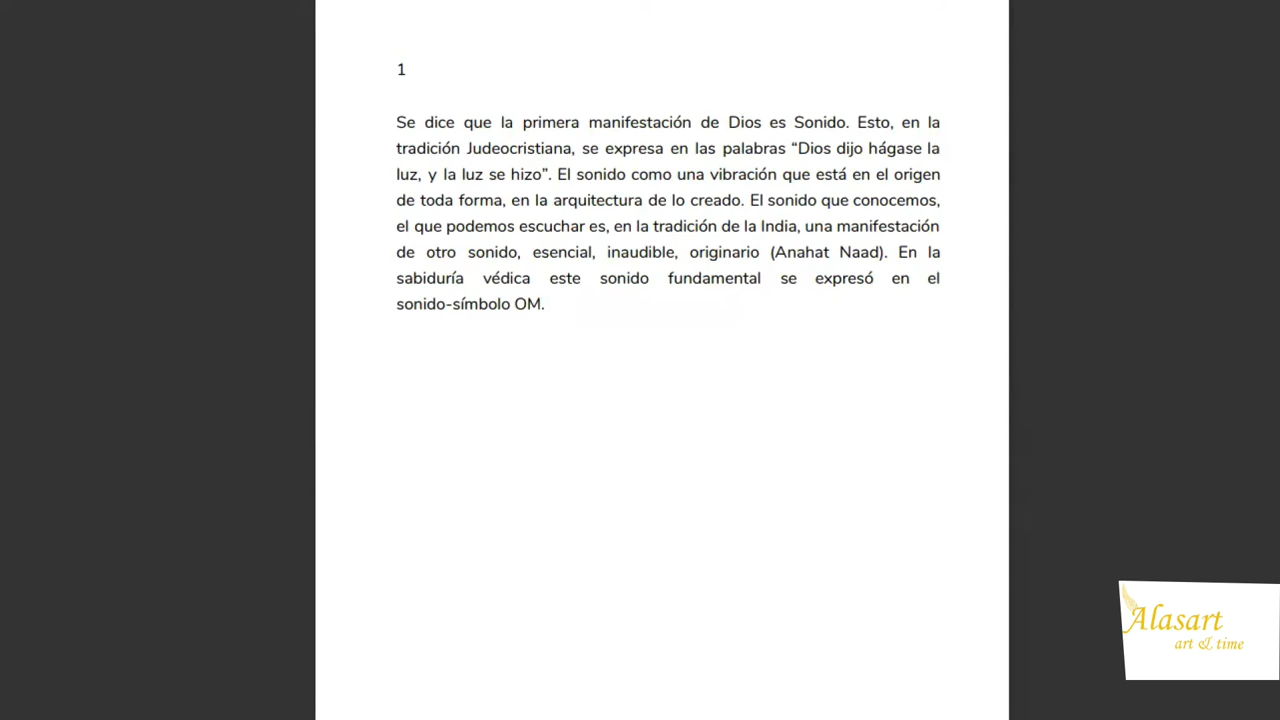 1
Se dice que la primera manifestación de Dios es Sonido. Esto, en la
tradición Judeocristiana, se expresa en las palabras “Dios dijo hágase la
luz, y la luz se hizo”. El sonido como una vibración que está en el origen
de toda forma, en la arquitectura de lo creado. El sonido que conocemos,
el que podemos escuchar es, en la tradición de la India, una manifestación
de otro sonido, esencial, inaudible, originario (Anahat Naad). En la
sabiduría védica este sonido fundamental se expresó en el
sonido-símbolo OM.
Alasart
art & time